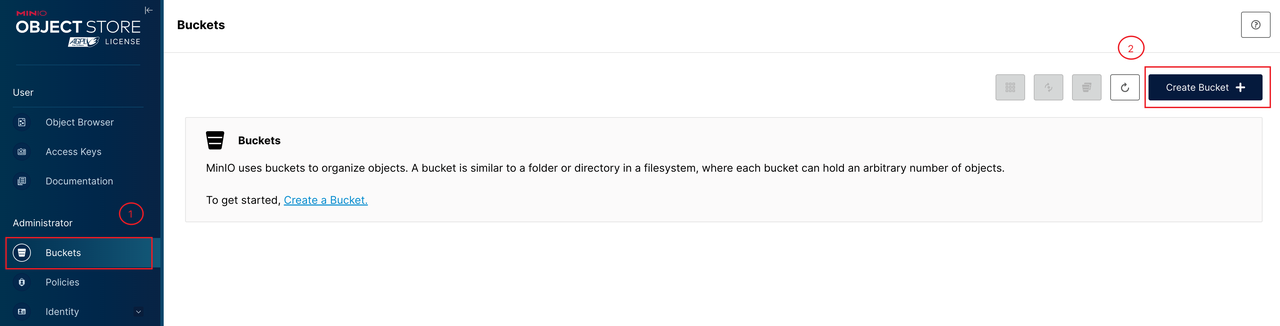 MINIO
OBJECT STORE
AGPL V3 LICENSE
User
Object Browser
Access Keys
Documentation
1
Administrator
Buckets
Policies
Identity
Buckets
2
Create Bucket
Buckets
MinIO uses buckets to organize objects. A bucket is similar to a folder or directory in a filesystem, where each bucket can hold an arbitrary number of objects.
To get started, Create a Bucket.